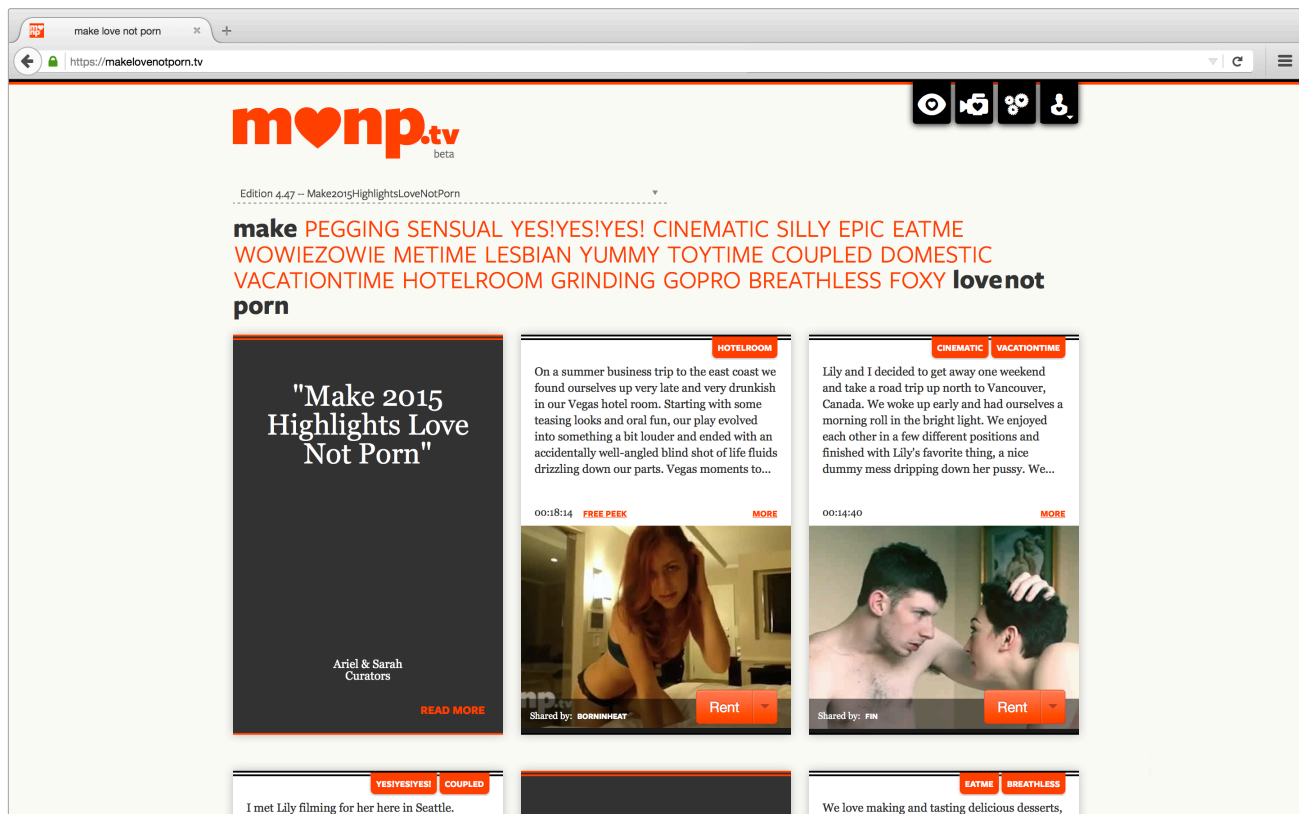 make love not porn
https://makelovenotporn.tv
m np.tv
beta
Edition 4.47 -- Make2015HighlightsLoveNotPorn
make PEGGING SENSUAL YES!YES!YES! CINEMATIC SILLY EPIC EATME
WOWIEZOWIE METIME LESBIAN YUMMY TOYTIME COUPLED DOMESTIC
VACATIONTIME HOTELROOM GRINDING GOPRO BREATHLESS FOXY love not
porn
"Make 2015
Highlights Love
Not Porn"
Ariel & Sarah
Curators
READ MORE
HOTELROOM
On a summer business trip to the east coast we
found ourselves up very late and very drunkish
in our Vegas hotel room. Starting with some
teasing looks and oral fun, our play evolved
into something a bit louder and ended with an
accidentally well-angled blind shot of life fluids
drizzling down our parts. Vegas moments to...
00:18:14 FREE PEEK MORE
mnp.tv
Shared by: BORNINHEAT
Rent
CINEMATIC VACATIONTIME
Lily and I decided to get away one weekend
and take a road trip up north to Vancouver,
Canada. We woke up early and had ourselves a
morning roll in the bright light. We enjoyed
each other in a few different positions and
finished with Lily's favorite thing, a nice
dummy mess dripping down her pussy. We...
00:14:40 MORE
Shared by: FIN
Rent
YES!YES!YES! COUPLED
I met Lily filming for her here in Seattle.
EATME BREATHLESS
We love making and tasting delicious desserts,